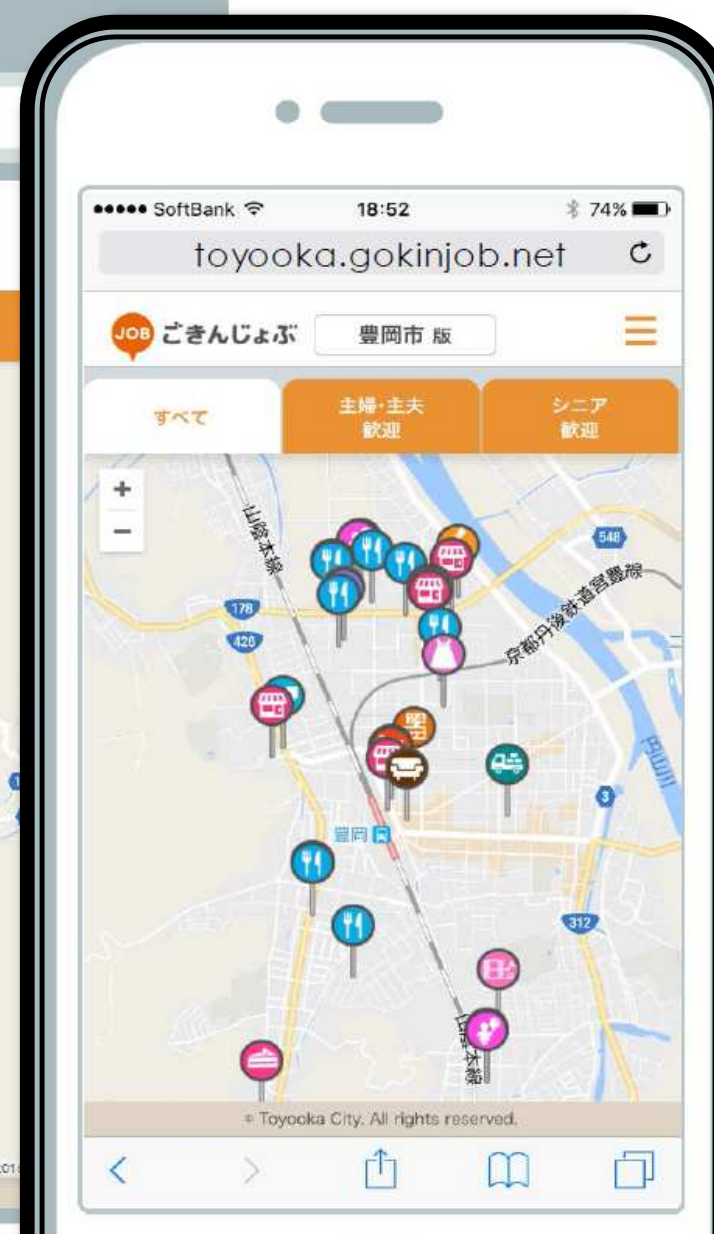 SoftBank 18:52 74%
toyooka.gokinjob.net
JOB ごきんじょぶ 豊岡市 版
すべて
主婦・主夫
歓迎
シニア
歓迎
+
−
山陰本線
548
178
426
京都丹後鉄道宮豊線
円山川
3
豊岡
312
山陰本線
© Toyooka City. All rights reserved.